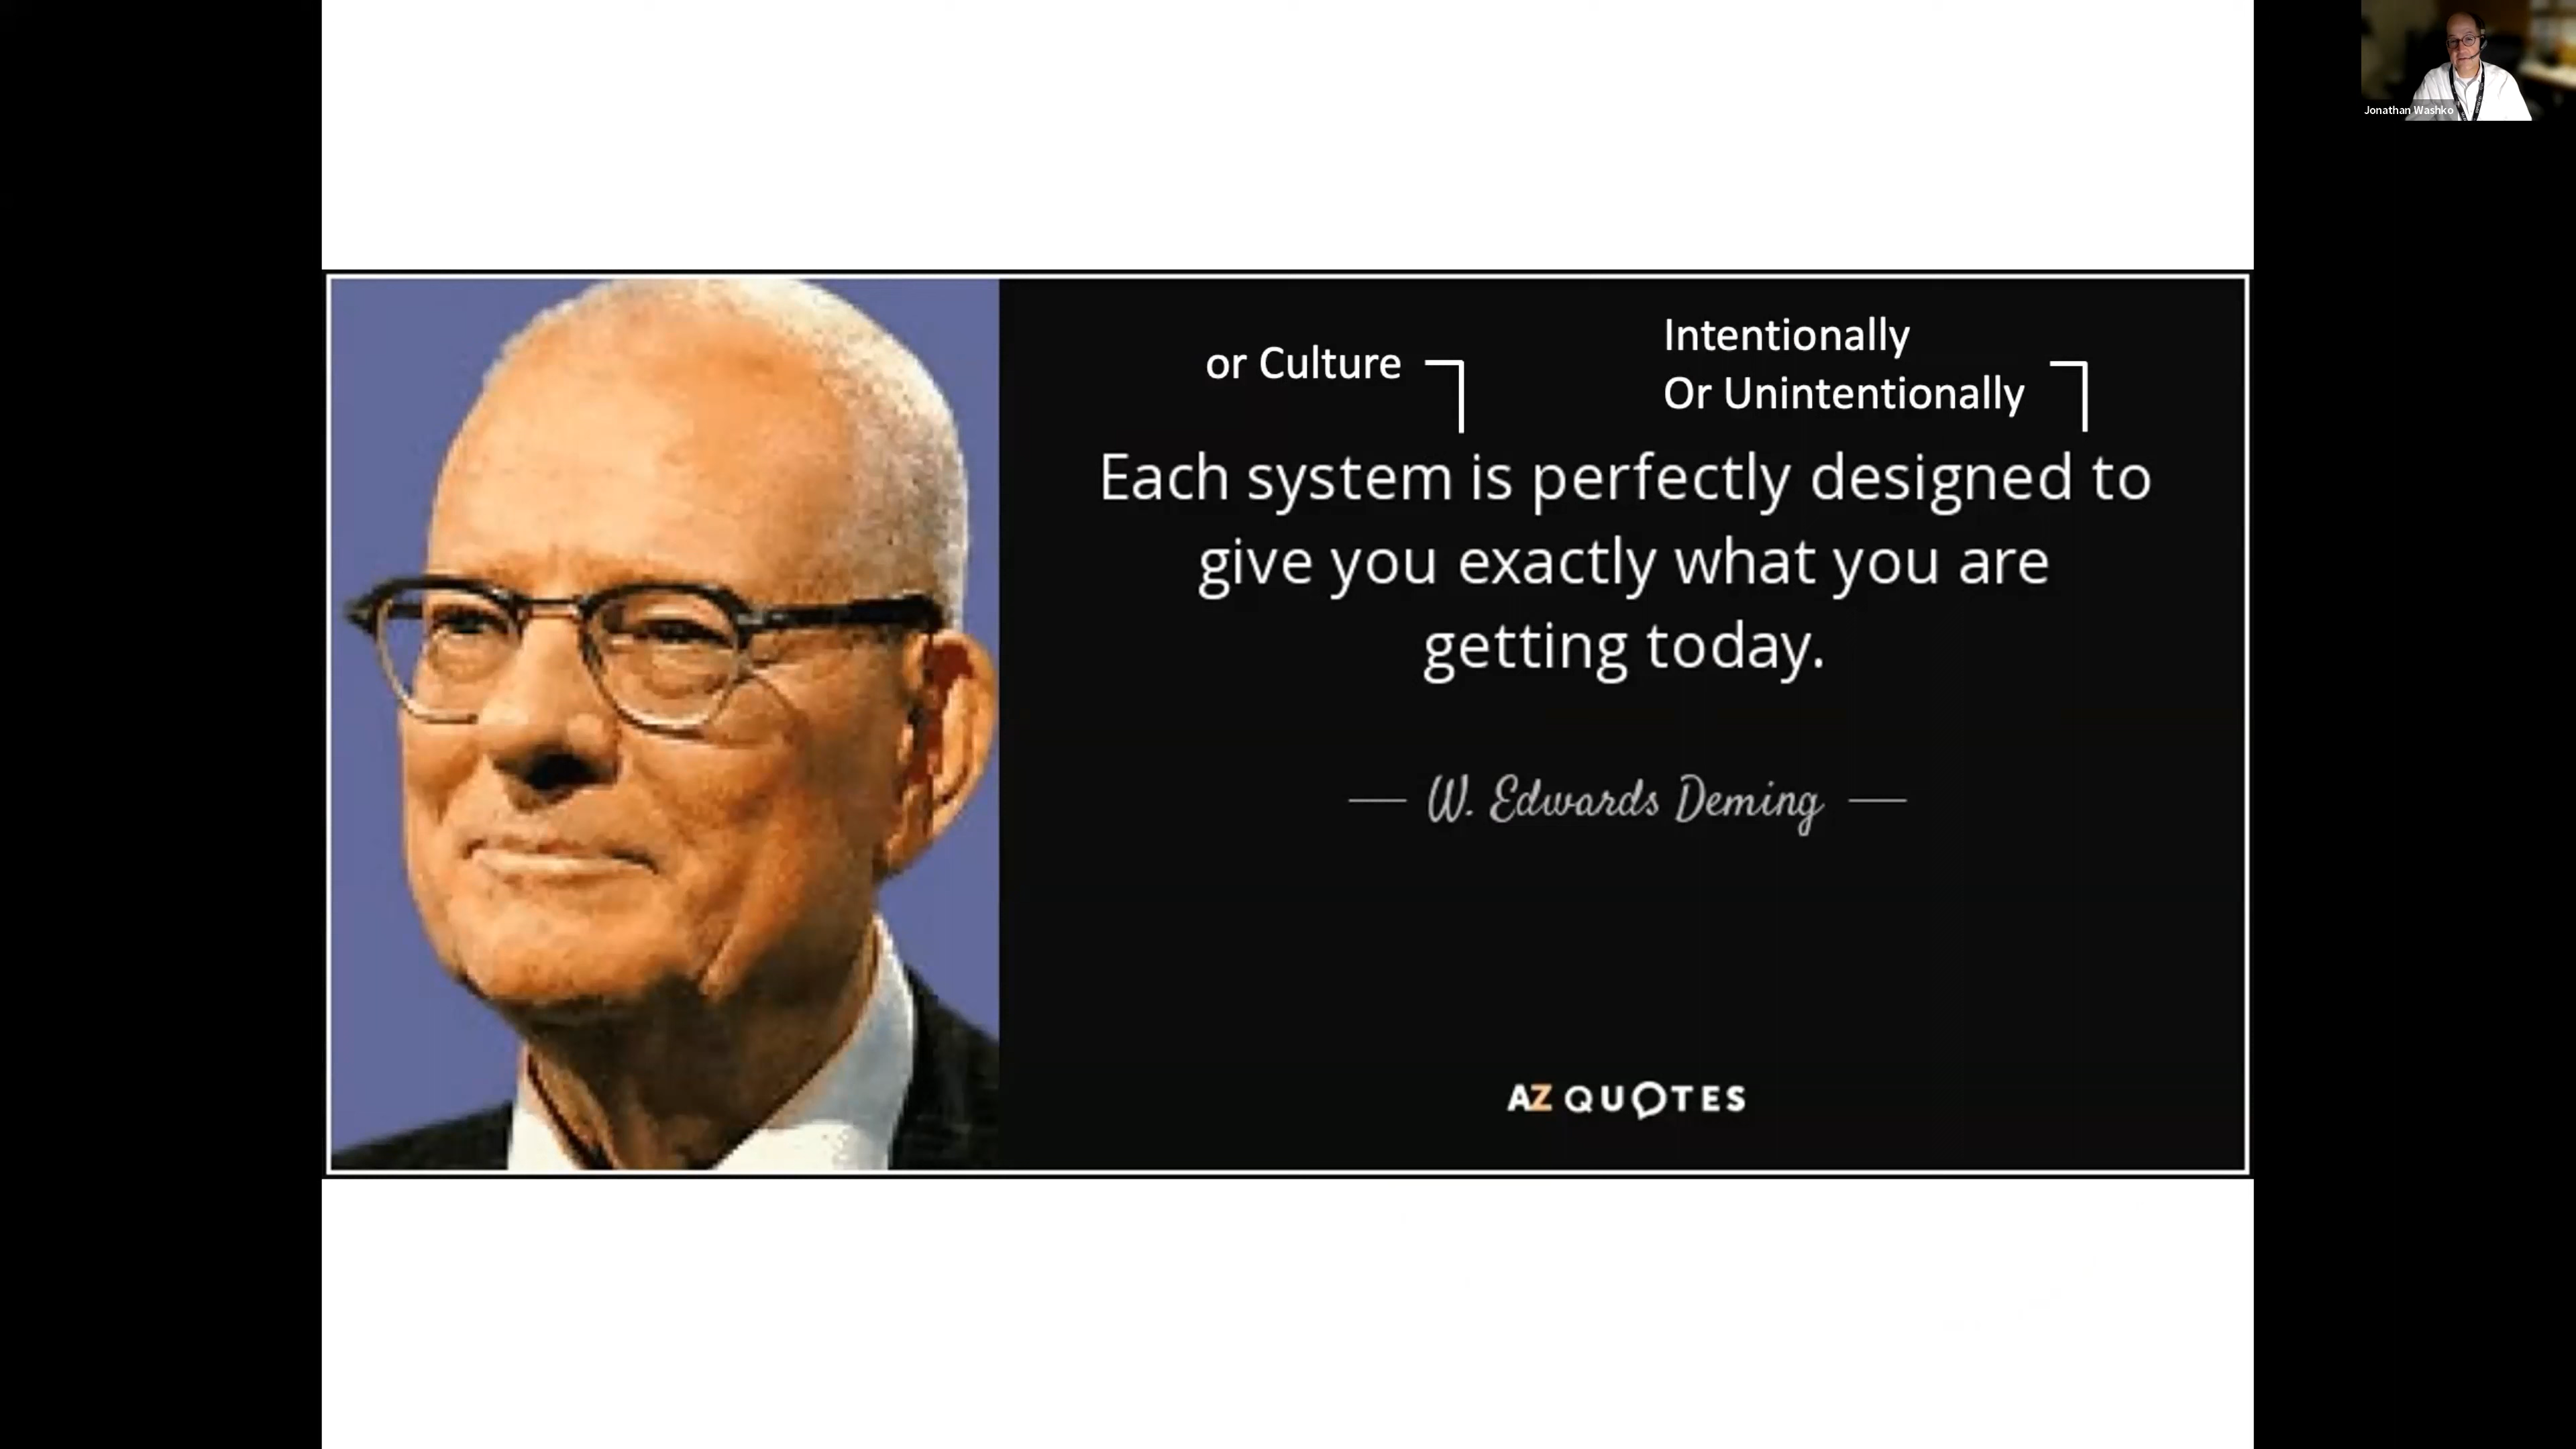 Jonathan Washko
or Culture
Intentionally
Or Unintentionally
Each system is perfectly designed to
give you exactly what you are
getting today.
— W. Edwards Deming —
AZ QUOTES